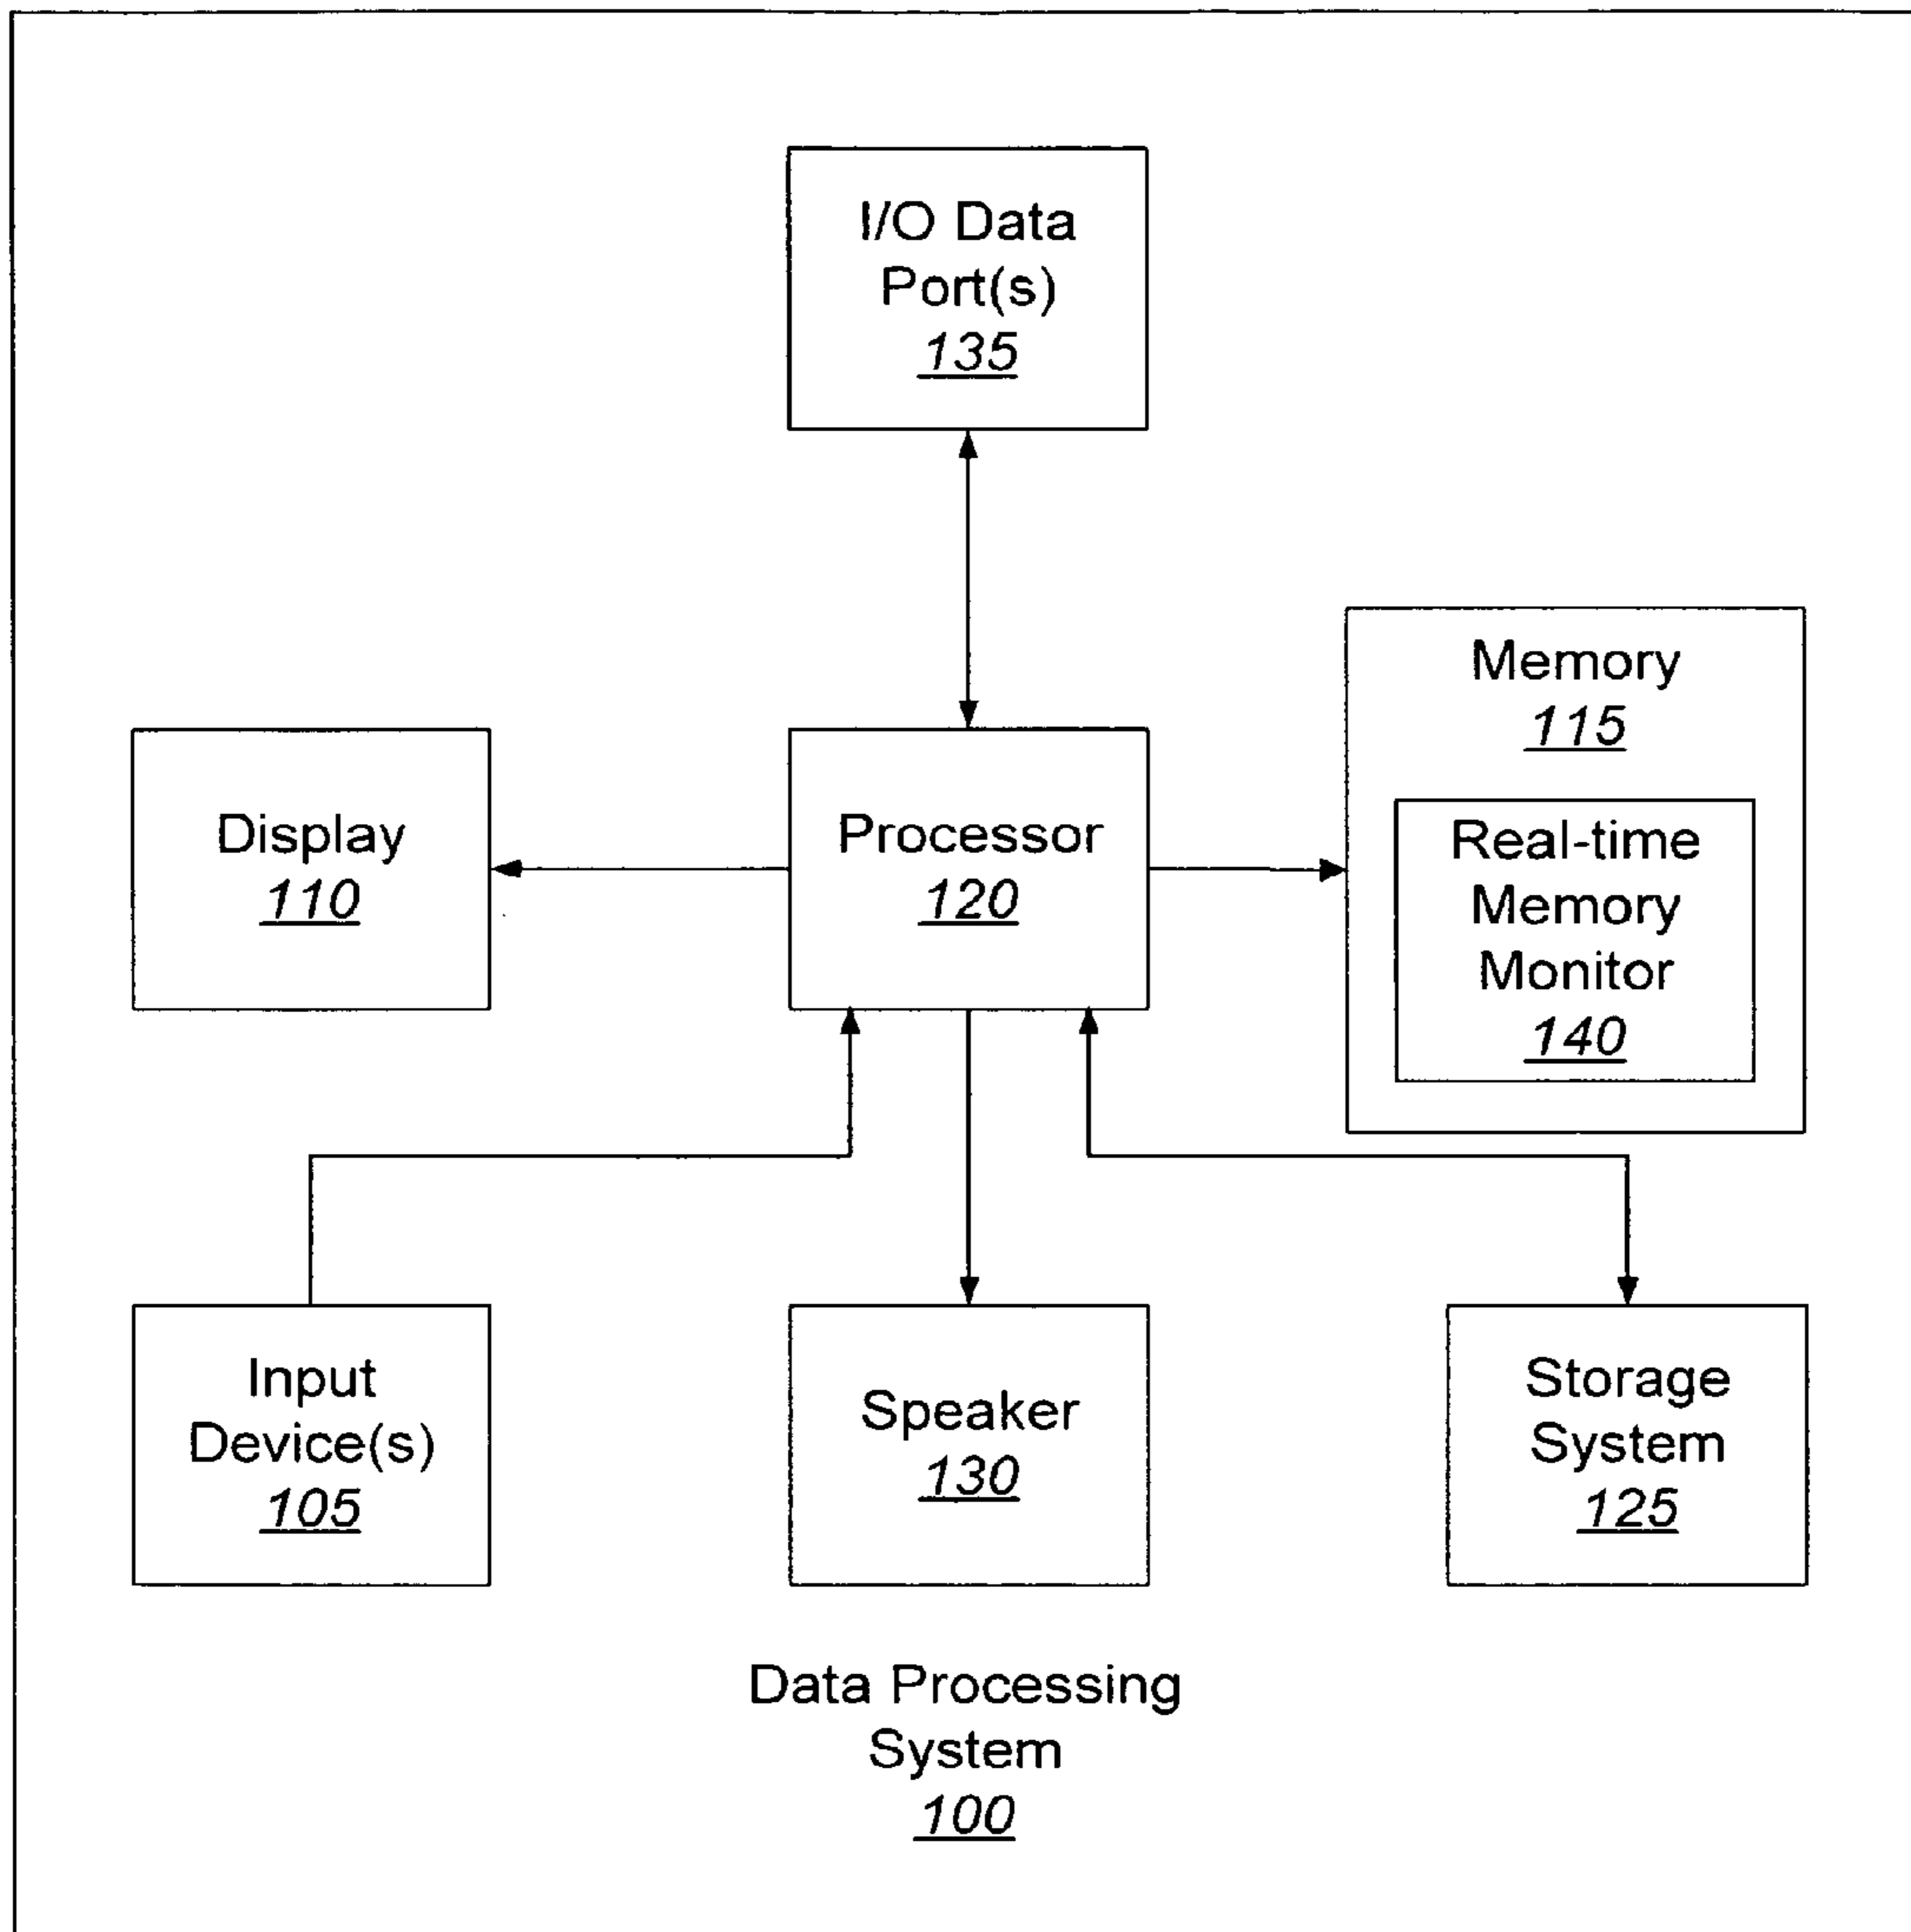 I/O Data
Port(s)
135
Memory
115
Display
110
Processor
120
Real-time
Memory
Monitor
140
Input
Device(s)
105
Speaker
130
Storage
System
125
Data Processing
System
100